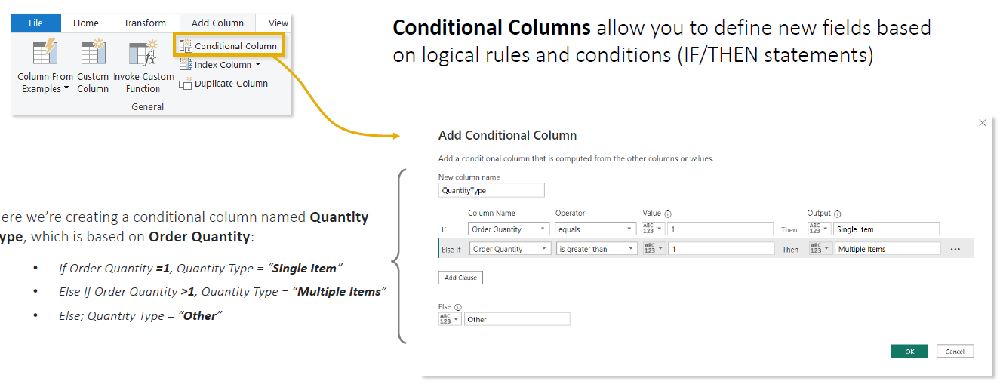 File Home Transform Add Column View
Conditional Column
Index Column
Duplicate Column
Column From Examples
Custom Column
Invoke Custom Function
General
Conditional Columns allow you to define new fields based
on logical rules and conditions (IF/THEN statements)
Add Conditional Column
Add a conditional column that is computed from the other columns or values.
New column name
QuantityType
Column Name Operator Value Output
If Order Quantity equals ABC 123 1 Then ABC 123 Single Item
Else If Order Quantity is greater than ABC 123 1 Then ABC 123 Multiple Items ...
Add Clause
Else
ABC 123 Other
OK Cancel
ere we’re creating a conditional column named Quantity
ype, which is based on Order Quantity:
• If Order Quantity =1, Quantity Type = “Single Item”
• Else If Order Quantity >1, Quantity Type = “Multiple Items”
• Else; Quantity Type = “Other”